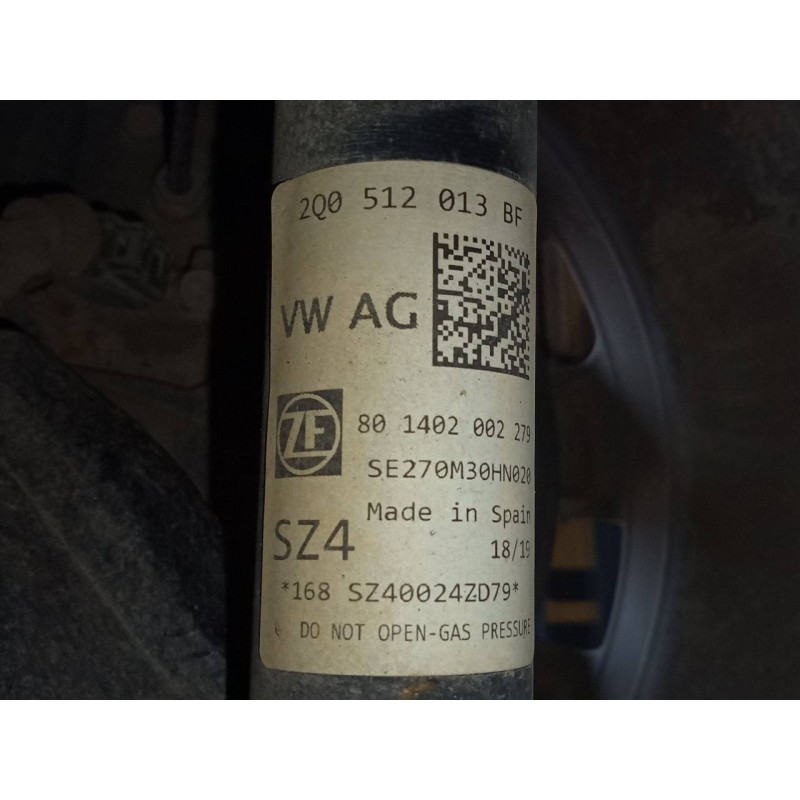 2Q0 512 013 BF
VW AG
ZF
80 1402 002 279
SE270M30HN020
Made in Spain
SZ4
18/19
*168 SZ40024ZD79*
DO NOT OPEN-GAS PRESSURE